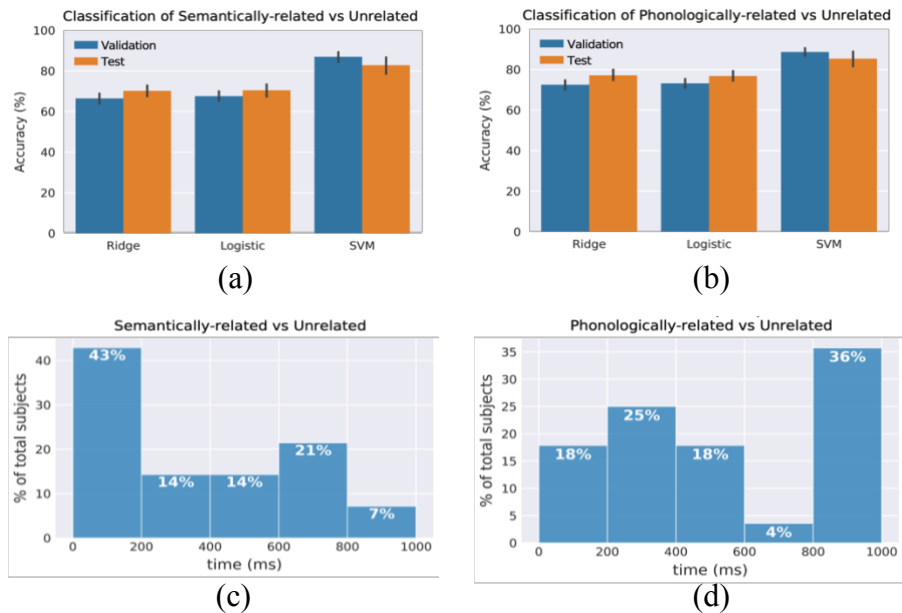 Classification of Semantically-related vs Unrelated
100
80
60
40
20
0
Accuracy (%)
Validation
Test
Ridge Logistic SVM
(a)
Classification of Phonologically-related vs Unrelated
100
80
60
40
20
0
Accuracy (%)
Validation
Test
Ridge Logistic SVM
(b)
Semantically-related vs Unrelated
40
30
20
10
0
% of total subjects
43%
14%
14%
21%
7%
0 200 400 600 800 1000
time (ms)
(c)
Phonologically-related vs Unrelated
35
30
25
20
15
10
5
0
% of total subjects
18%
25%
18%
4%
36%
0 200 400 600 800 1000
time (ms)
(d)